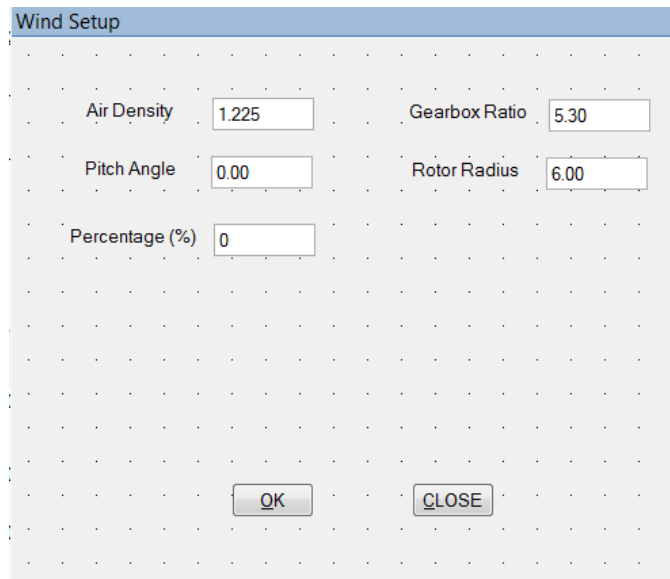 Wind Setup
Air Density 1.225 Gearbox Ratio 5.30
Pitch Angle 0.00 Rotor Radius 6.00
Percentage (%) 0
OK CLOSE